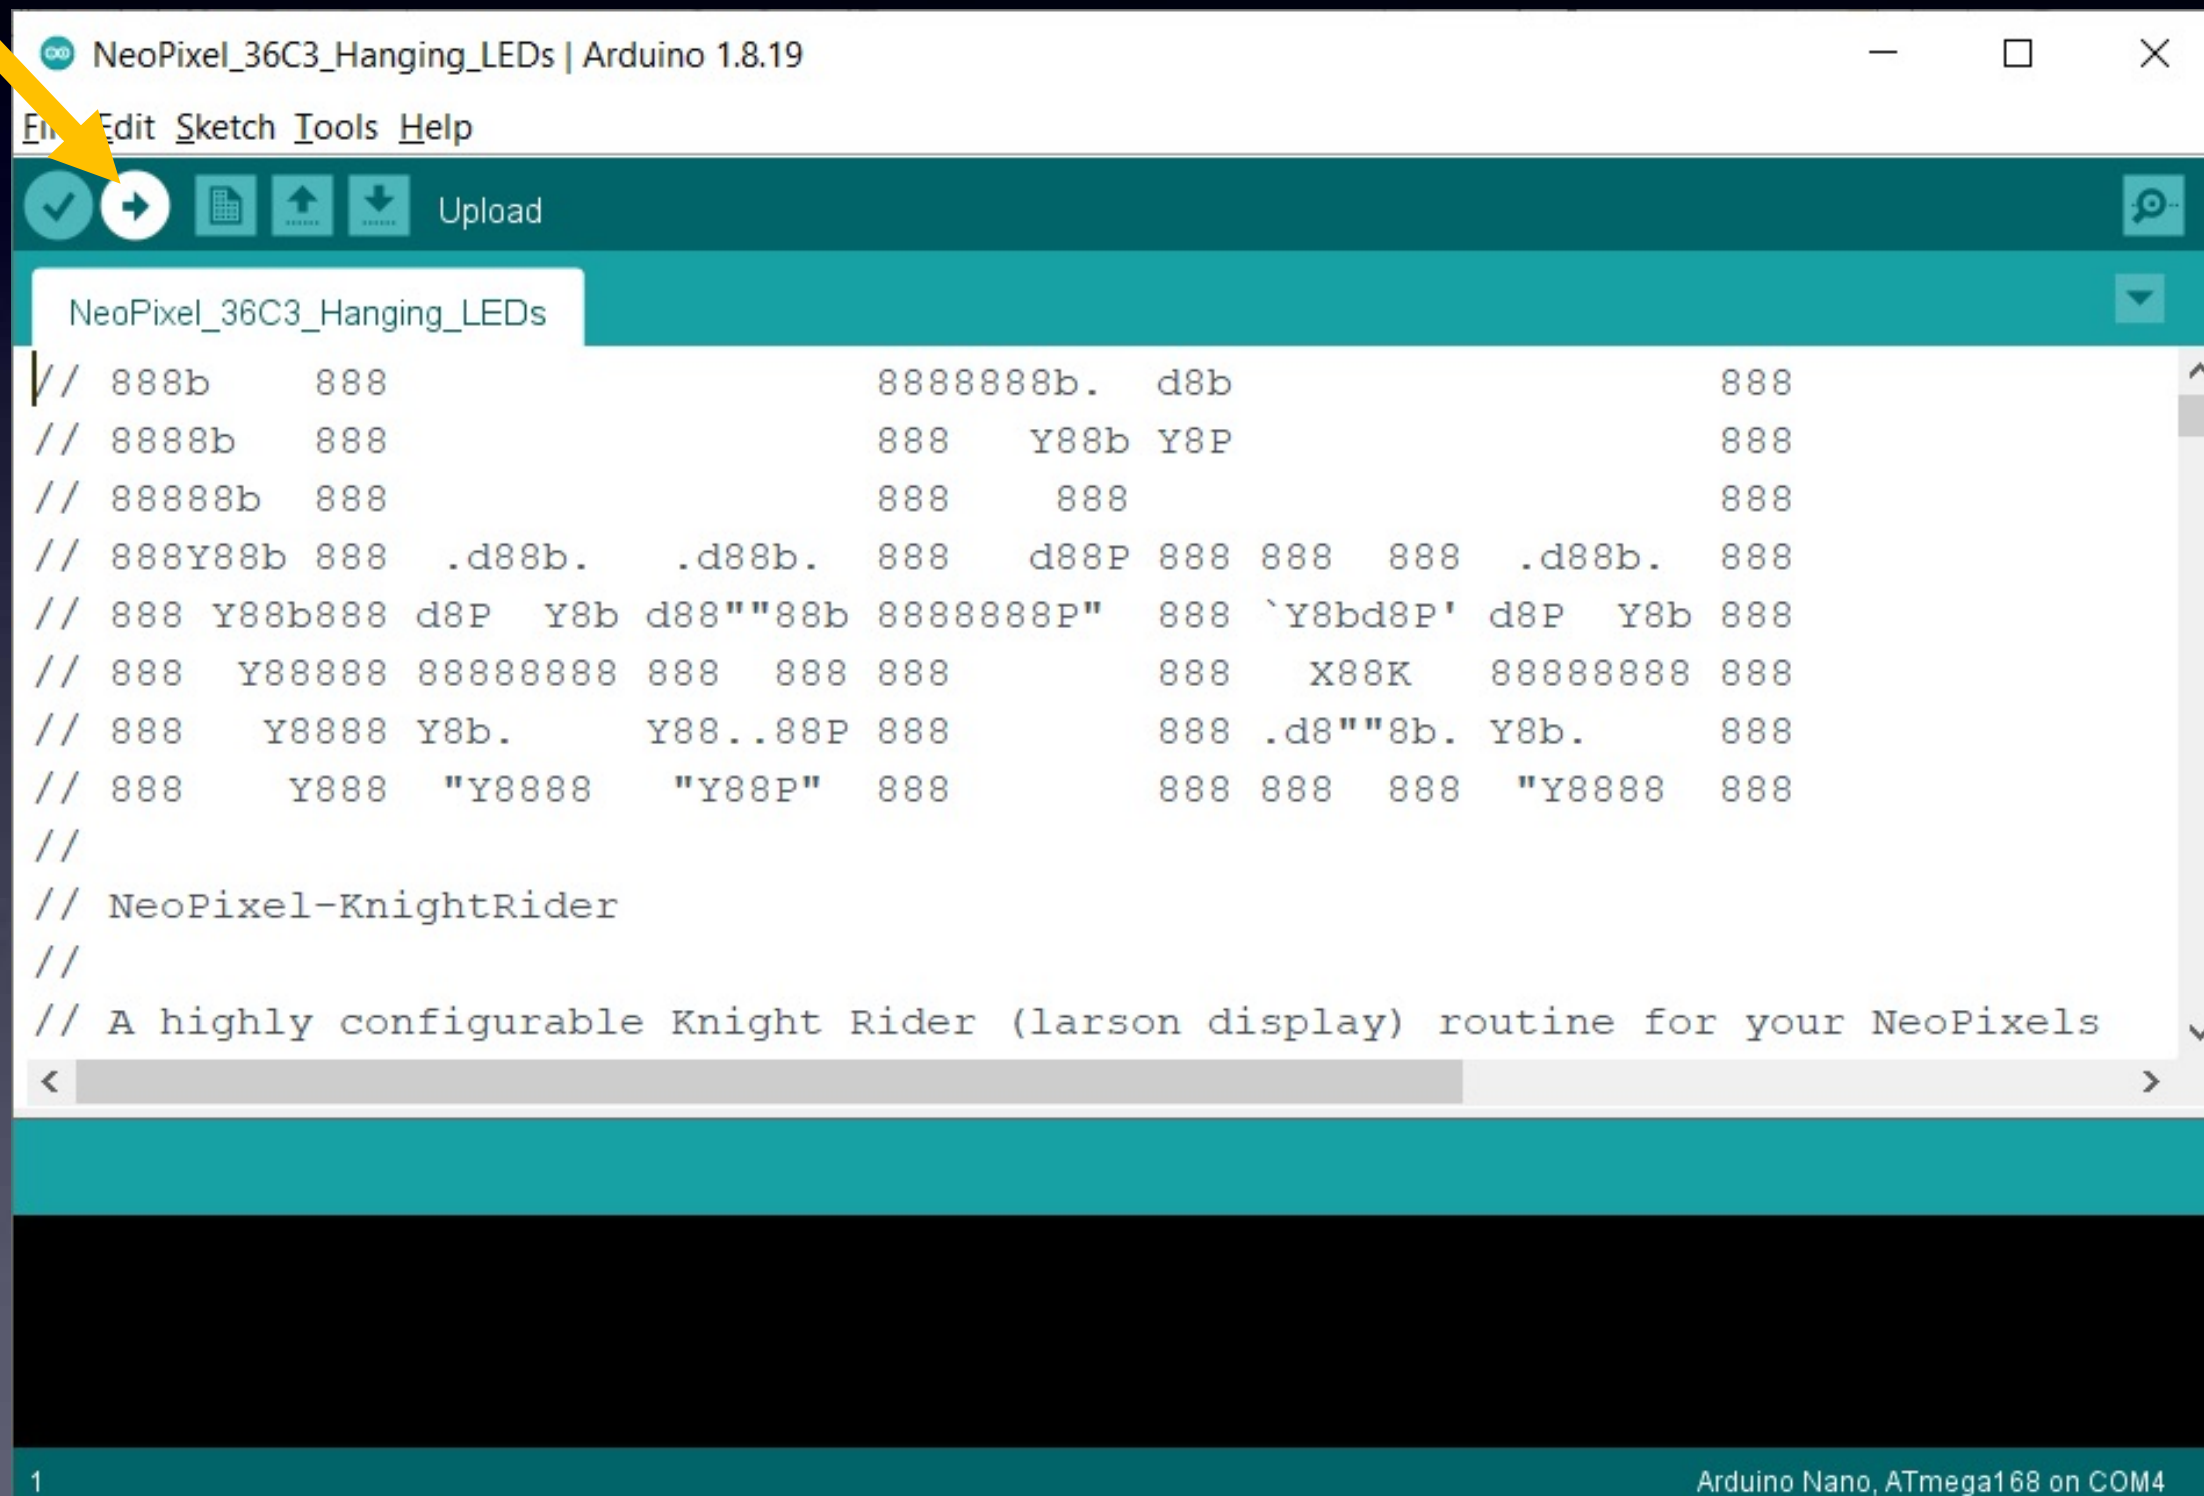 NeoPixel_36C3_Hanging_LEDs | Arduino 1.8.19
Edit Sketch Tools Help
Upload
NeoPixel_36C3_Hanging_LEDs
// 888b    888                   8888888b.  d8b                   888
// 8888b   888                   888   Y88b Y8P                   888
// 88888b  888                   888    888                       888
// 888Y88b 888  .d88b.   .d88b.  888   d88P 888 888  888  .d88b.  888
// 888 Y88b888 d8P  Y8b d88""88b 8888888P"  888 `Y8bd8P' d8P  Y8b 888
// 888  Y88888 88888888 888  888 888        888   X88K   88888888 888
// 888   Y8888 Y8b.     Y88..88P 888        888 .d8""8b. Y8b.     888
// 888    Y888  "Y8888   "Y88P"  888        888 888  888  "Y8888  888
//
// NeoPixel-KnightRider
//
// A highly configurable Knight Rider (larson display) routine for your NeoPixels
1
Arduino Nano, ATmega168 on COM4